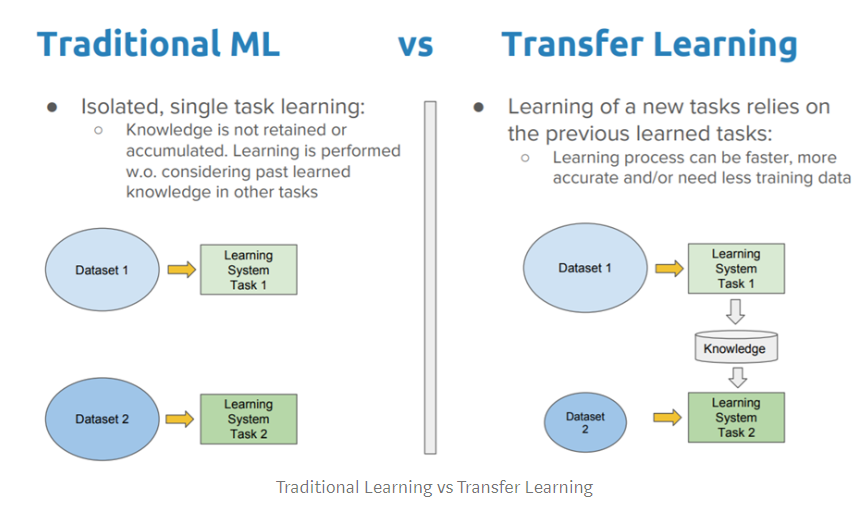 Traditional ML vs Transfer Learning
● Isolated, single task learning:
○ Knowledge is not retained or
accumulated. Learning is performed
w.o. considering past learned
knowledge in other tasks
Dataset 1
Learning
System
Task 1
Dataset 2
Learning
System
Task 2
● Learning of a new tasks relies on
the previous learned tasks:
○ Learning process can be faster, more
accurate and/or need less training data
Dataset 1
Learning
System
Task 1
Knowledge
Dataset
2
Learning
System
Task 2
Traditional Learning vs Transfer Learning